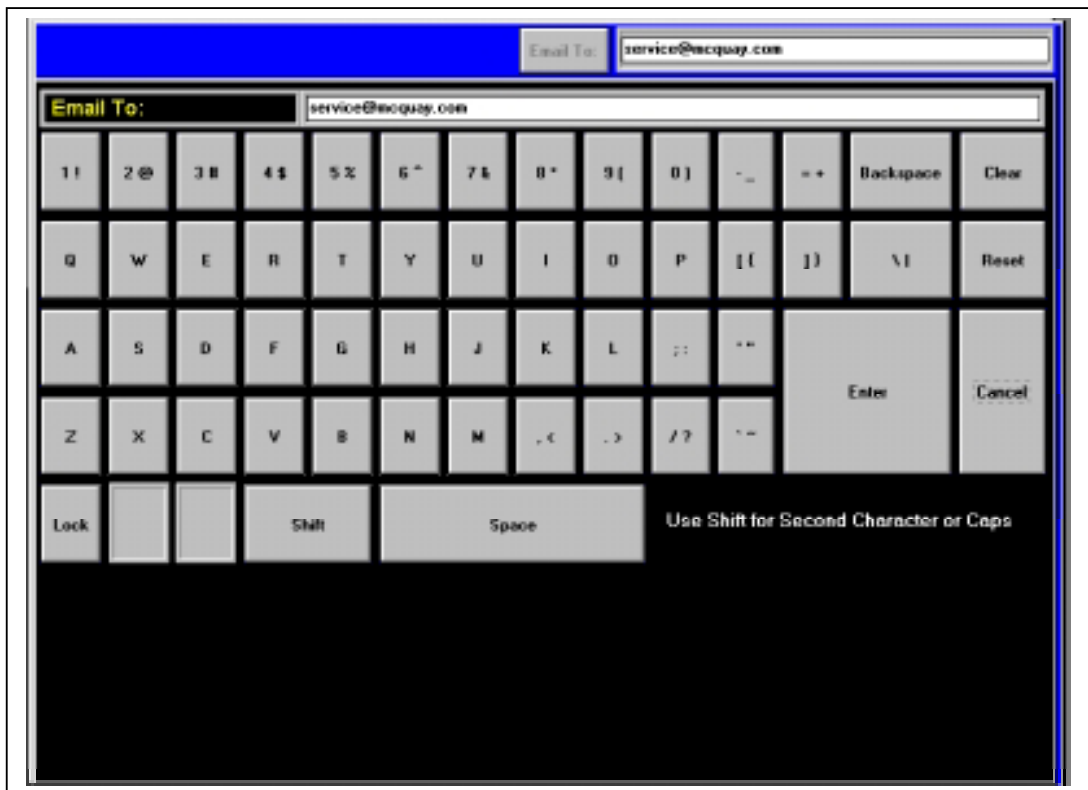 Email To: service@mcquay.com
Email To: service@mcquay.com
1 ! 2 @ 3 # 4 $ 5 % 6 ^ 7 & 8 * 9 ( 0 ) - _ = + Backspace Clear
Q W E R T Y U I O P [ { ] } \ | Reset
A S D F G H J K L ; : ' " Enter Cancel
Z X C V B N M , < . > / ? ` ~
Lock Shift Space Use Shift for Second Character or Caps